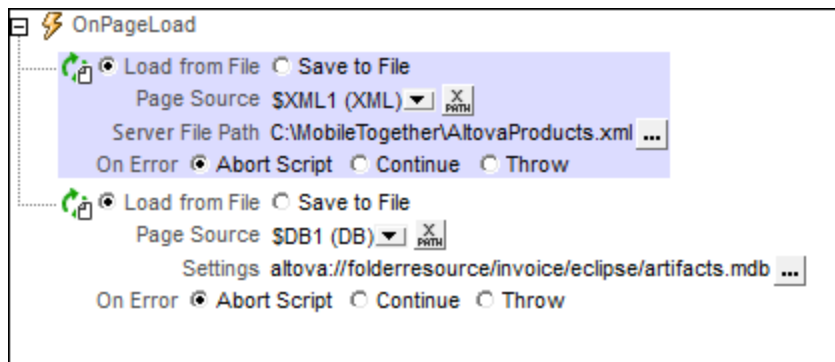 OnPageLoad
Load from File Save to File
Page Source $XML1 (XML) X PATH
Server File Path C:\MobileTogether\AltovaProducts.xml ...
On Error Abort Script Continue Throw
Load from File Save to File
Page Source $DB1 (DB) X PATH
Settings altova://folderresource/invoice/eclipse/artifacts.mdb ...
On Error Abort Script Continue Throw